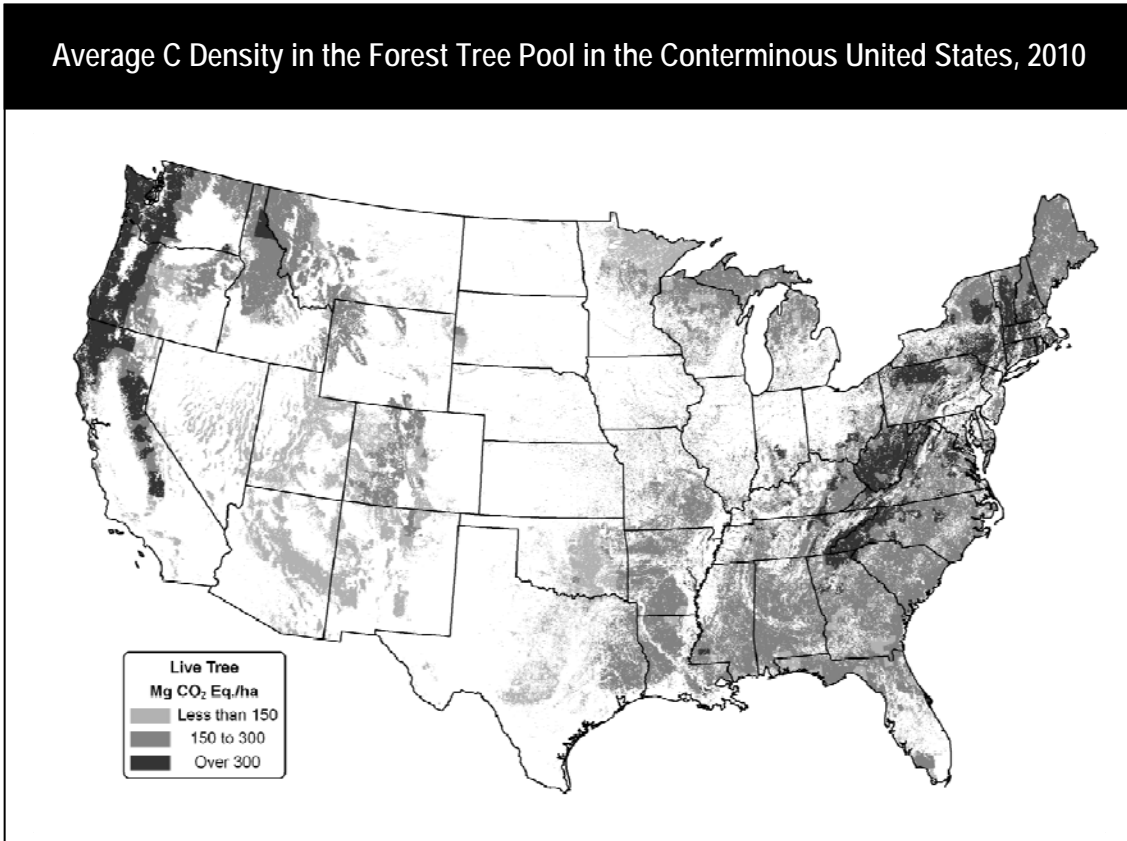 Average C Density in the Forest Tree Pool in the Conterminous United States, 2010
Live Tree
Mg CO₂ Eq./ha
Less than 150
150 to 300
Over 300